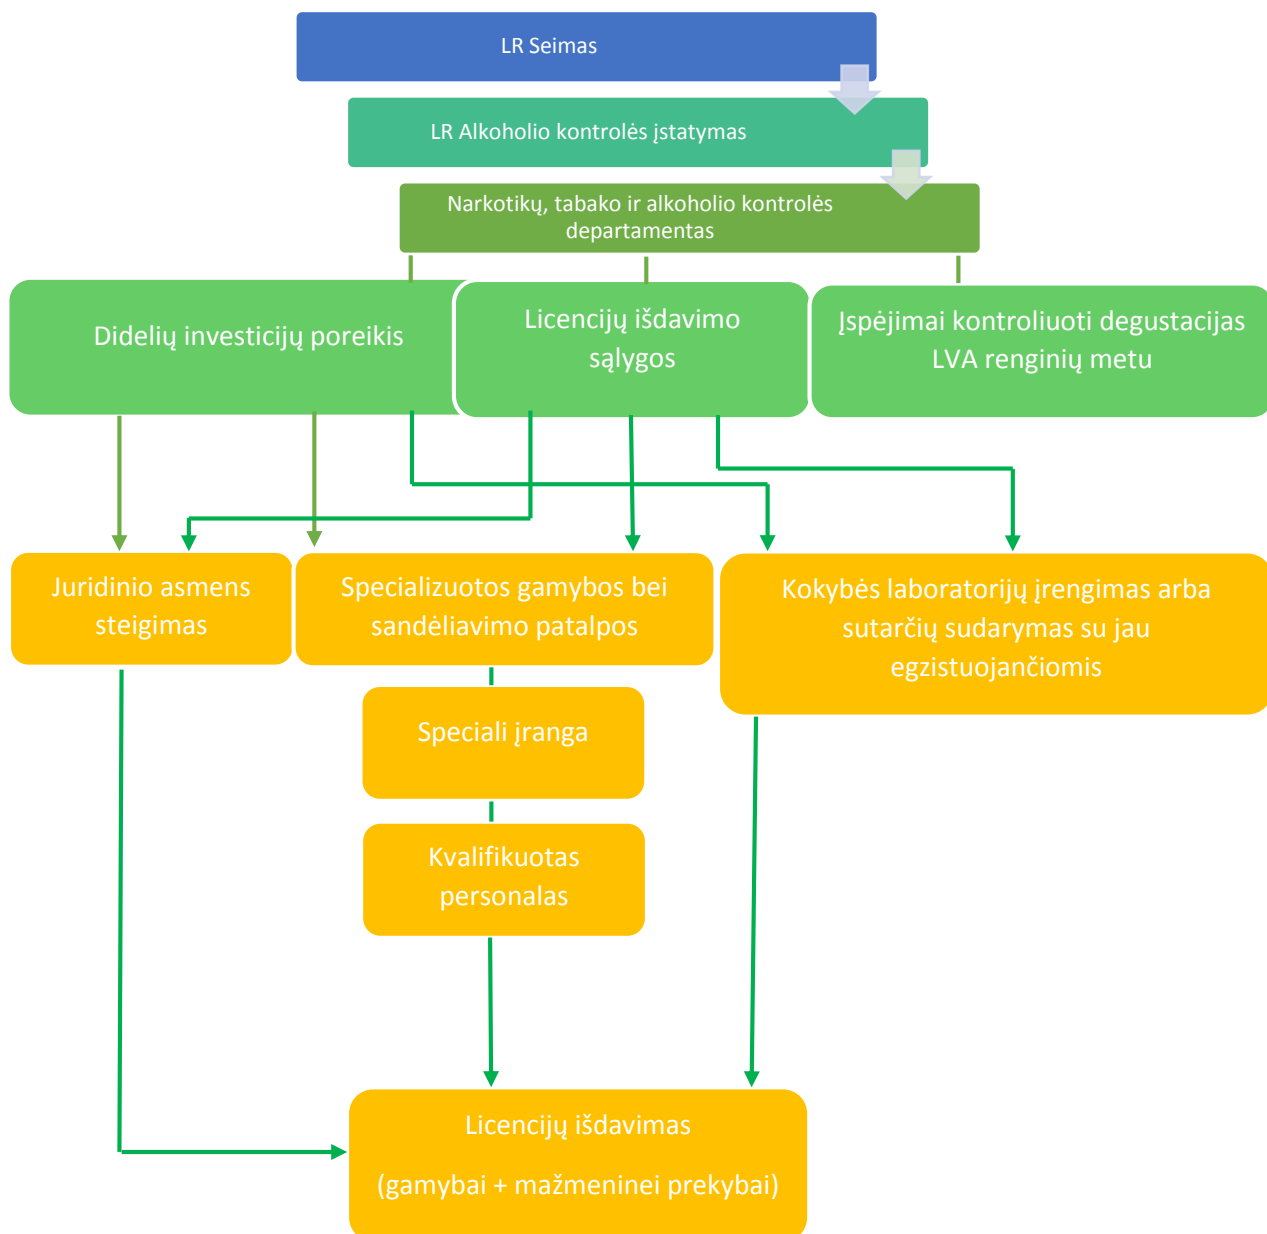 LR Seimas
LR Alkoholio kontrolės įstatymas
Narkotikų, tabako ir alkoholio kontrolės
departamentas
Didelių investicijų poreikis
Licencijų išdavimo
sąlygos
Įspėjimai kontroliuoti degustacijas
LVA renginių metu
Juridinio asmens
steigimas
Specializuotos gamybos bei
sandėliavimo patalpos
Kokybės laboratorijų įrengimas arba
sutarčių sudarymas su jau
egzistuojančiomis
Speciali įranga
Kvalifikuotas
personalas
Licencijų išdavimas
(gamybai + mažmeninei prekybai)